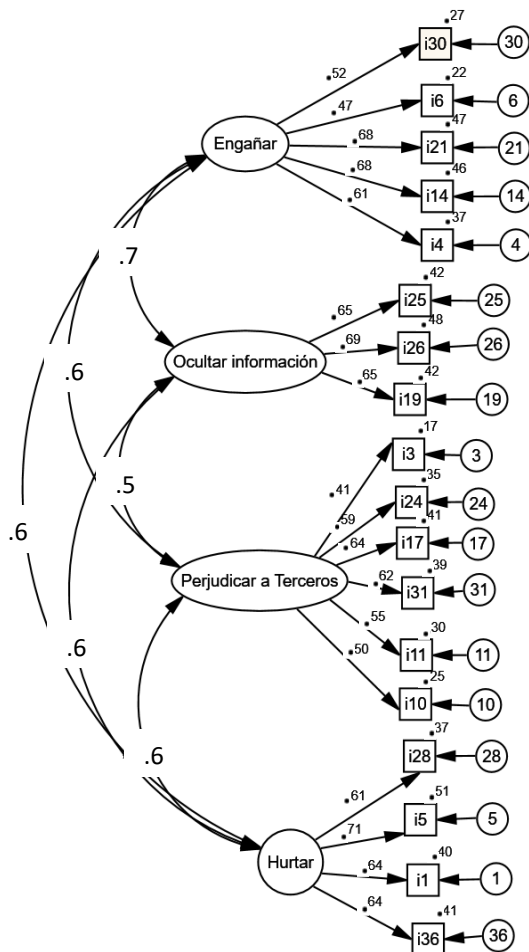 .27
i30
30
.52
.22
i6
6
.47
.47
i21
21
.68
Engañar
.46
i14
14
.68
.37
i4
4
.61
.7
.42
i25
25
.65
.48
i26
26
.69
Ocultar información
.42
i19
19
.65
.6
.17
i3
3
.41
.35
i24
24
.59
.5
.41
i17
17
.64
.6
.39
i31
31
.62
Perjudicar a Terceros
.30
i11
11
.55
.25
i10
10
.50
.6
.37
i28
28
.61
.6
.51
i5
5
.71
Hurtar
.40
i1
1
.64
.41
i36
36
.64